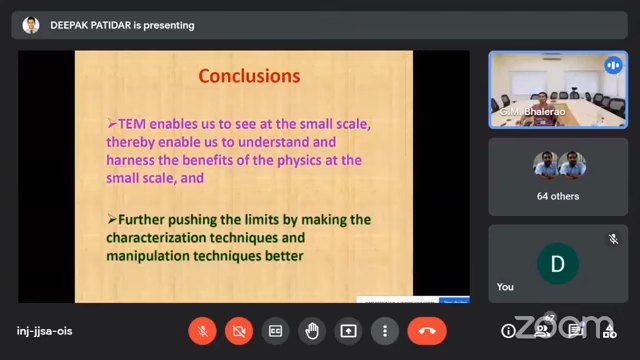 DEEPAK PATIDAR is presenting
Conclusions
➢TEM enables us to see at the small scale,
thereby enable us to understand and
harness the benefits of the physics at the
small scale, and
➢Further pushing the limits by making the
characterization techniques and
manipulation techniques better
G.M. Bhalerao
64 others
D
You
inj-jjsa-ois
67
zoom